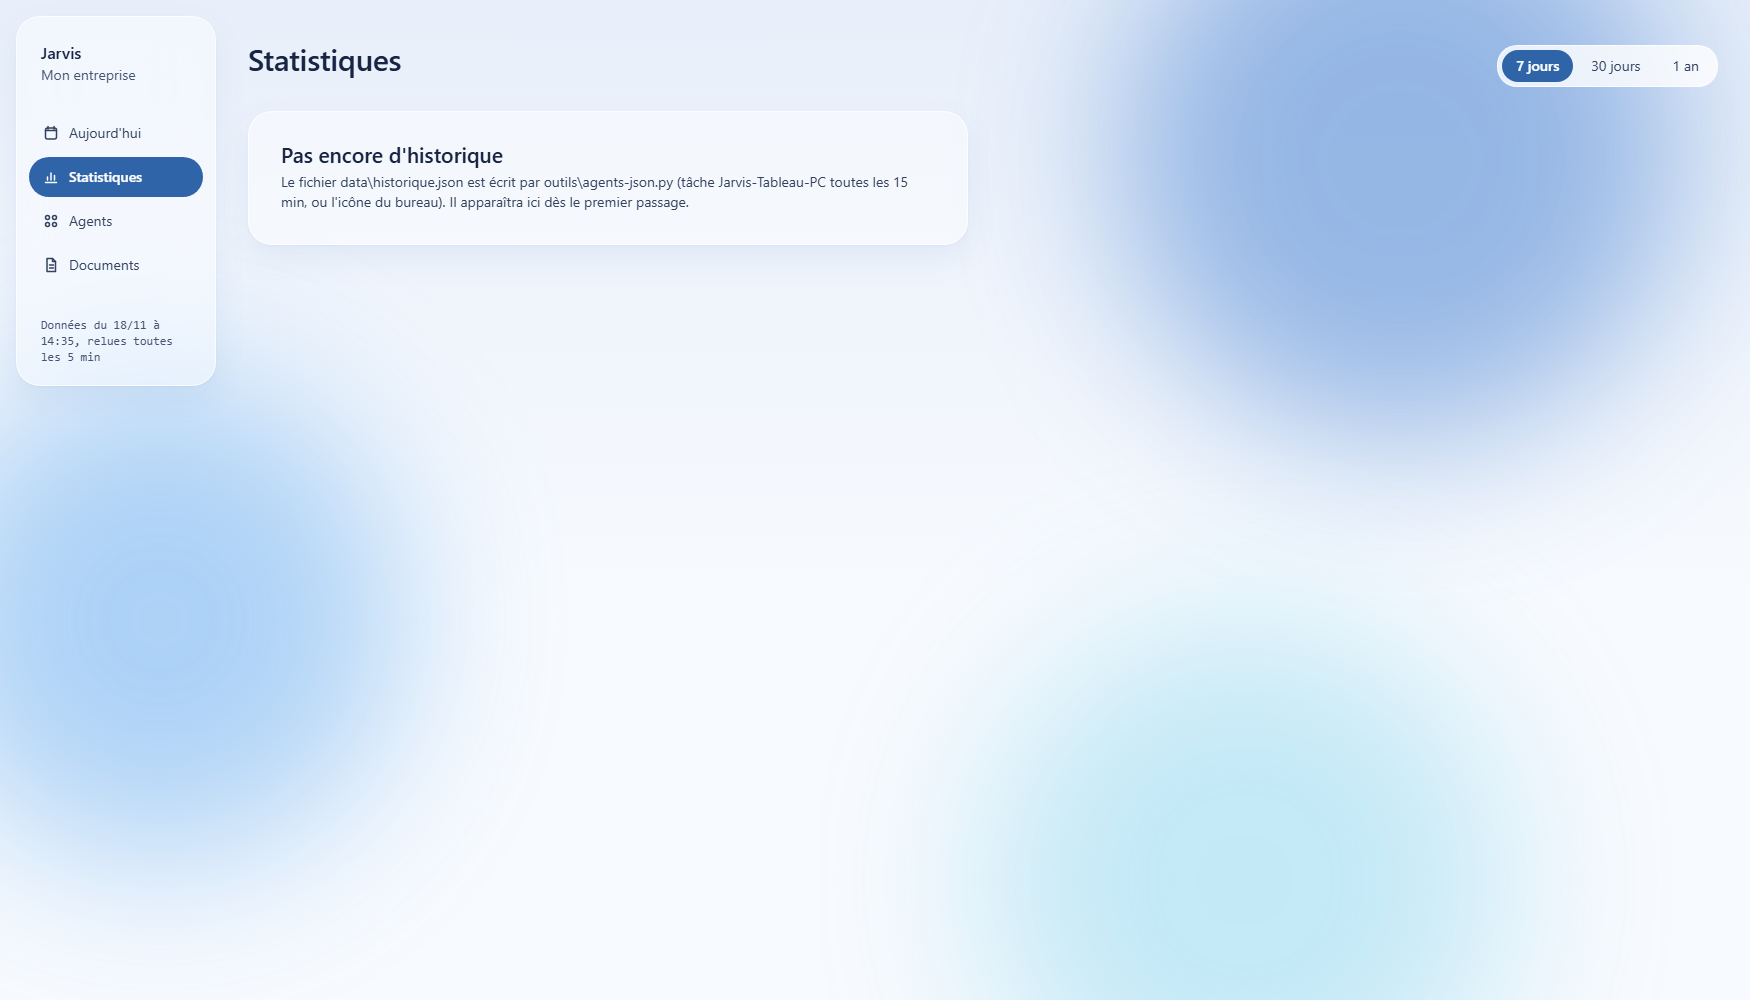 Jarvis
Mon entreprise
Aujourd'hui
Statistiques
Agents
Documents
Données du 18/11 à
14:35, relues toutes
les 5 min
Statistiques
7 jours
30 jours
1 an
Pas encore d'historique
Le fichier data\historique.json est écrit par outils\agents-json.py (tâche Jarvis-Tableau-PC toutes les 15
min, ou l'icône du bureau). Il apparaîtra ici dès le premier passage.